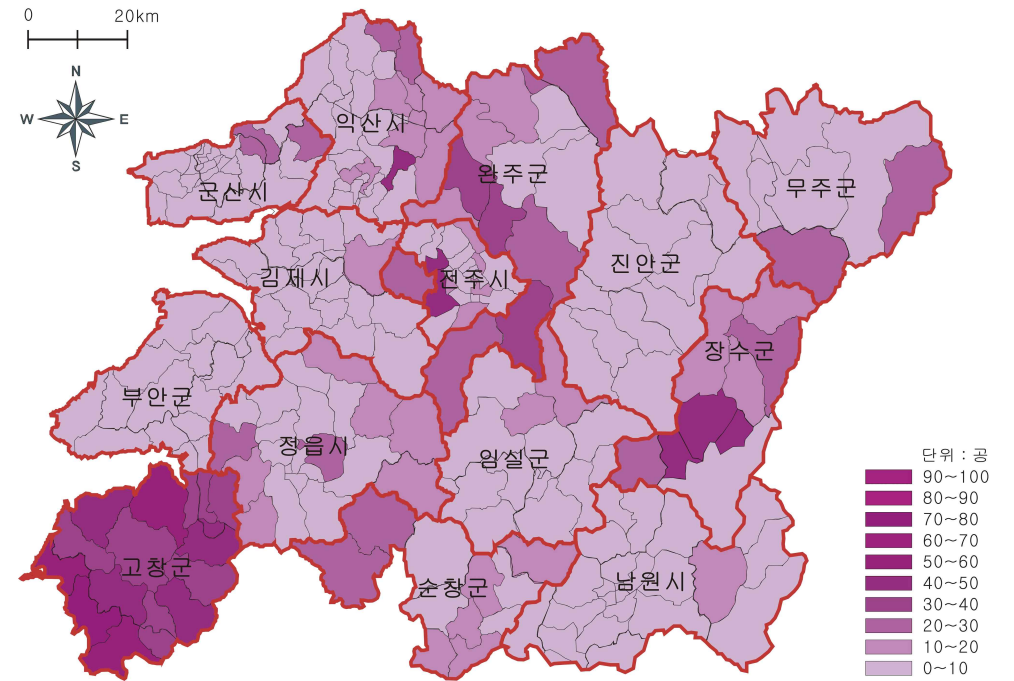 0 20km
N
W E
S
익산시
군산시
완주군
무주군
김제시
전주시
진안군
장수군
부안군
정읍시
임실군
고창군
순창군
남원시
단위 : 공
90~100
80~90
70~80
60~70
50~60
40~50
30~40
20~30
10~20
0~10